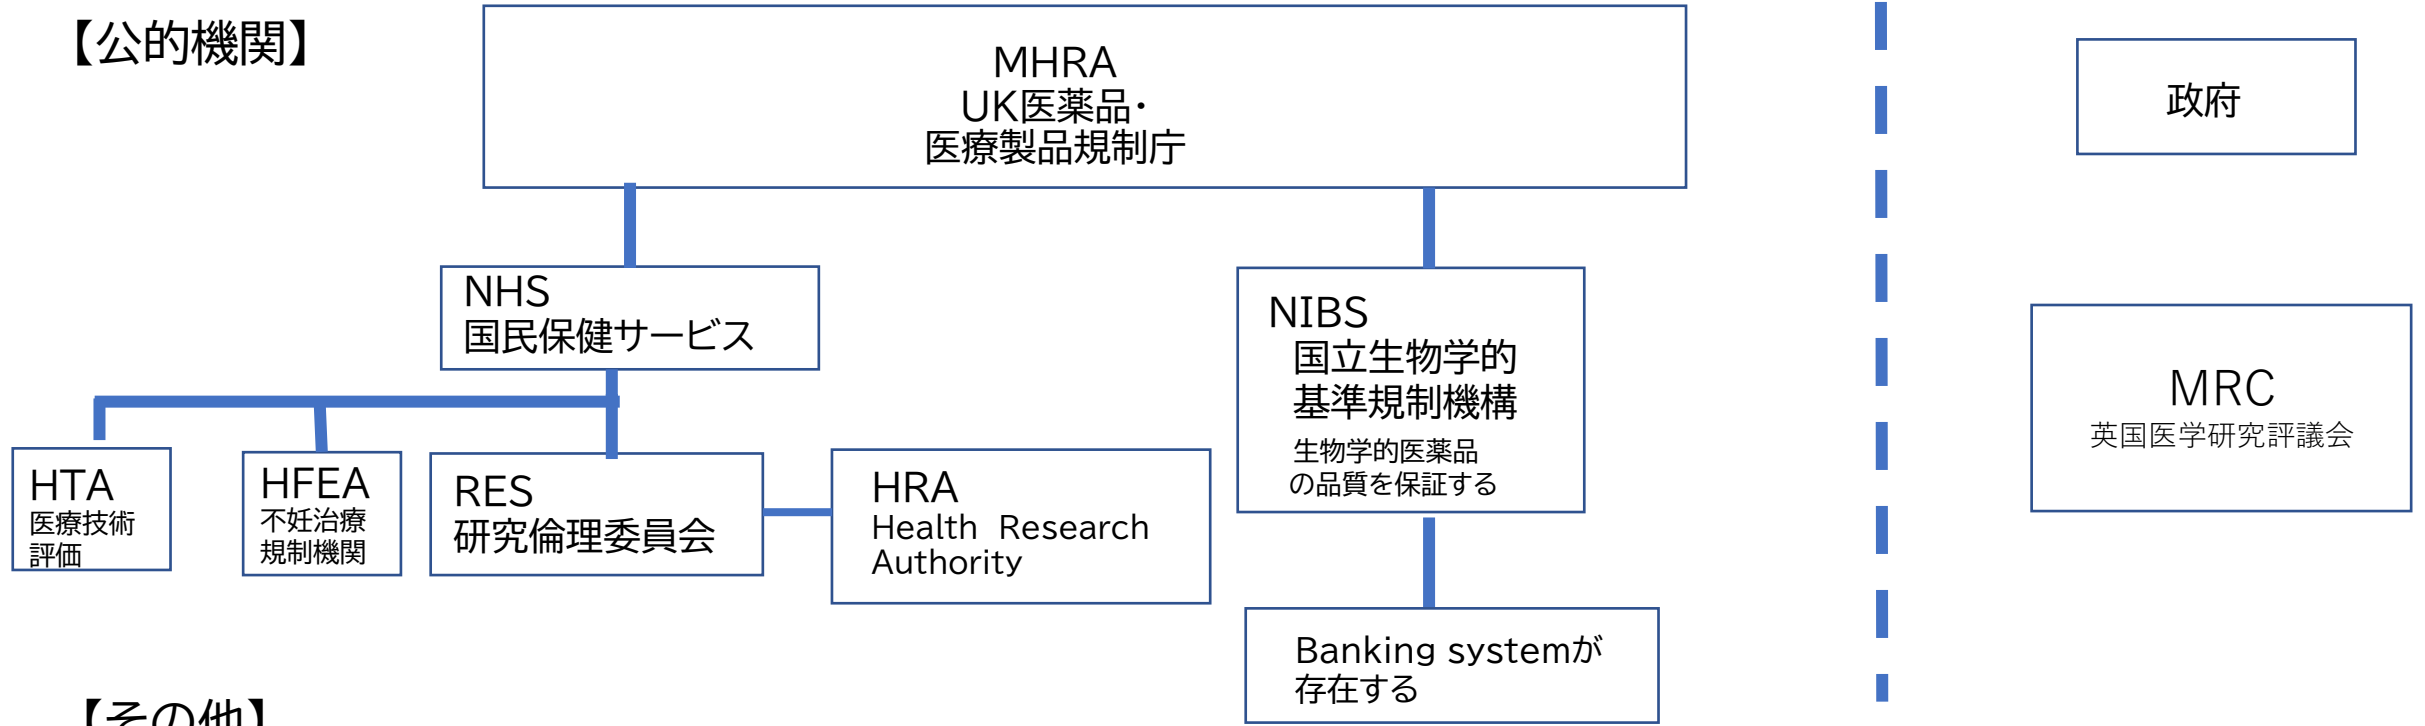 【公的機関】
MHRA
UK医薬品・
医療製品規制庁
政府
NHS
国民保健サービス
NIBS
国立生物学的
基準規制機構
生物学的医薬品
の品質を保証する
MRC
英国医学研究評議会
HTA
医療技術
評価
HFEA
不妊治療
規制機関
RES
研究倫理委員会
HRA
Health Research
Authority
Banking systemが
存在する
【その他】